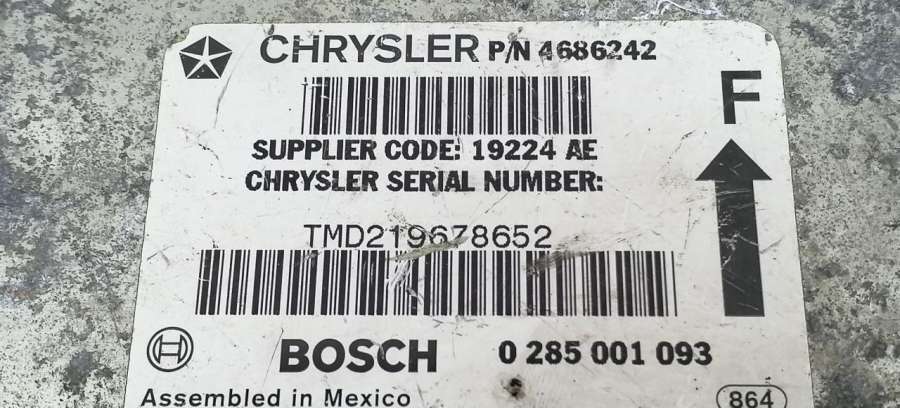 CHRYSLER P/N 4686242
F
SUPPLIER CODE: 19224 AE
CHRYSLER SERIAL NUMBER:
TMD219678652
BOSCH 0 285 001 093
Assembled in Mexico 864